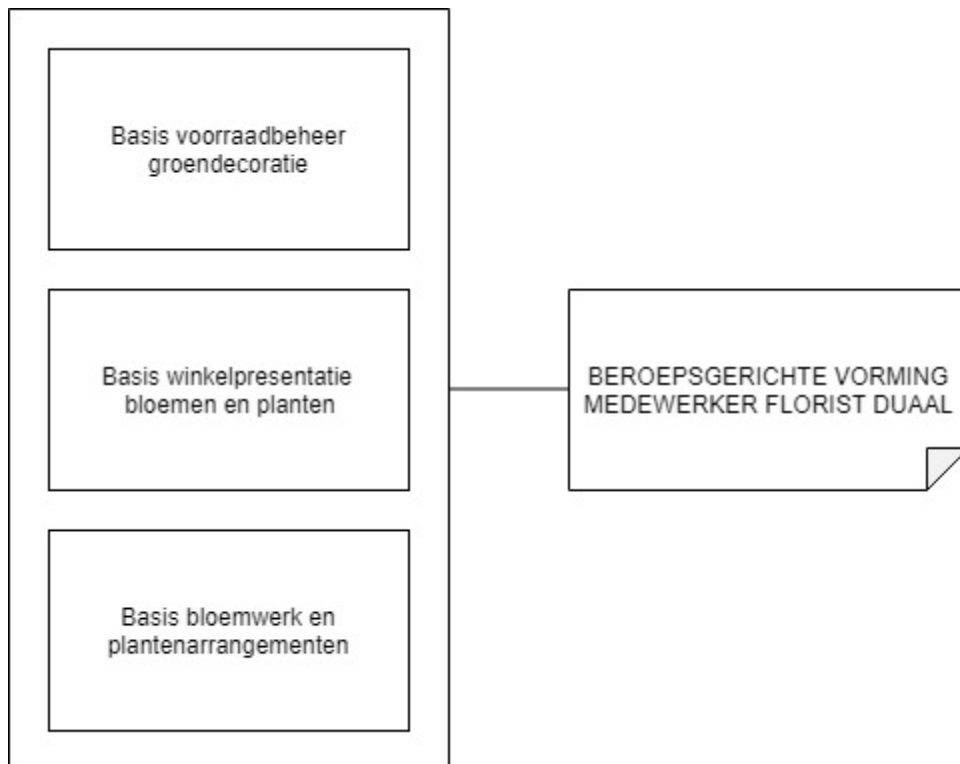 Basis voorraadbeheer
groendecoratie
Basis winkelpresentatie
bloemen en planten
BEROEPSGERICHTE VORMING
MEDEWERKER FLORIST DUAAL
Basis bloemwerk en
plantenarrangementen